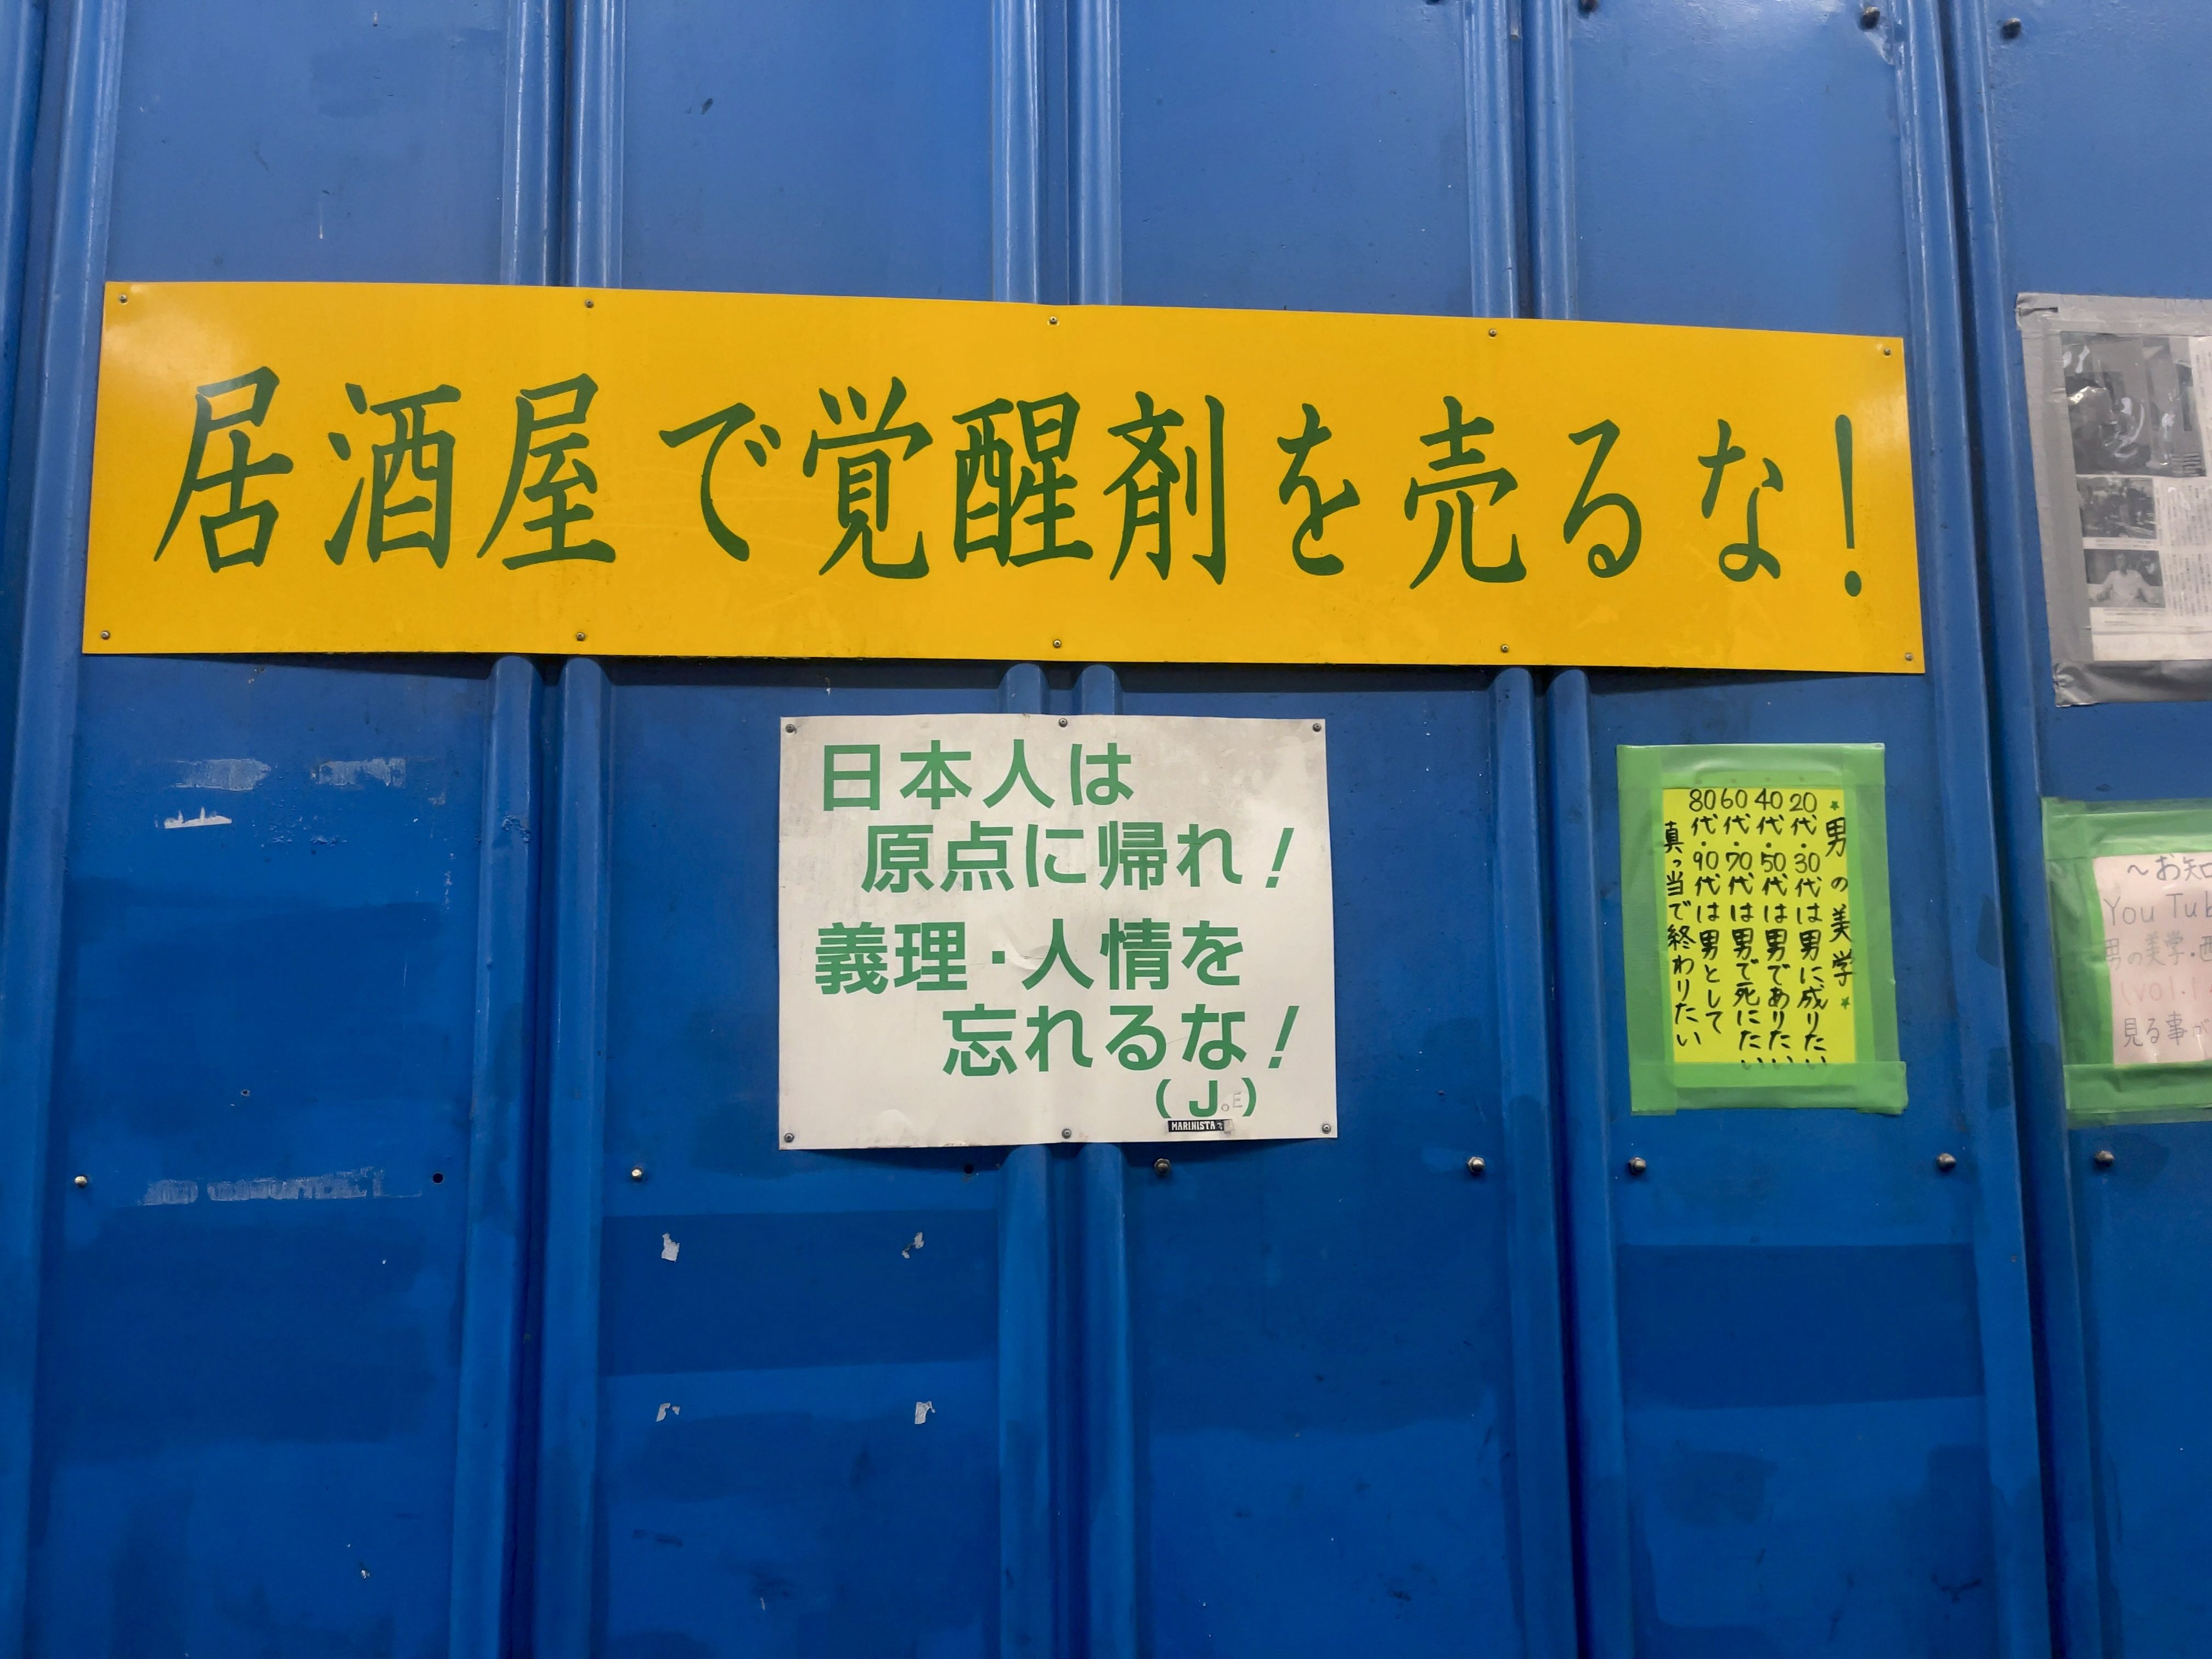 居酒屋で覚醒剤を売るな!
日本人は
原点に帰れ!
義理・人情を
忘れるな!
(J.E)
MARIHISTA
★男の美学★
20代・30代は男に成りたい
40代・50代は男でありたい
60代・70代は男で死にたい
80代・90代は男として
真っ当で終わりたい
～お知
You Tub
男の美学・西
(vol.1
見る事が